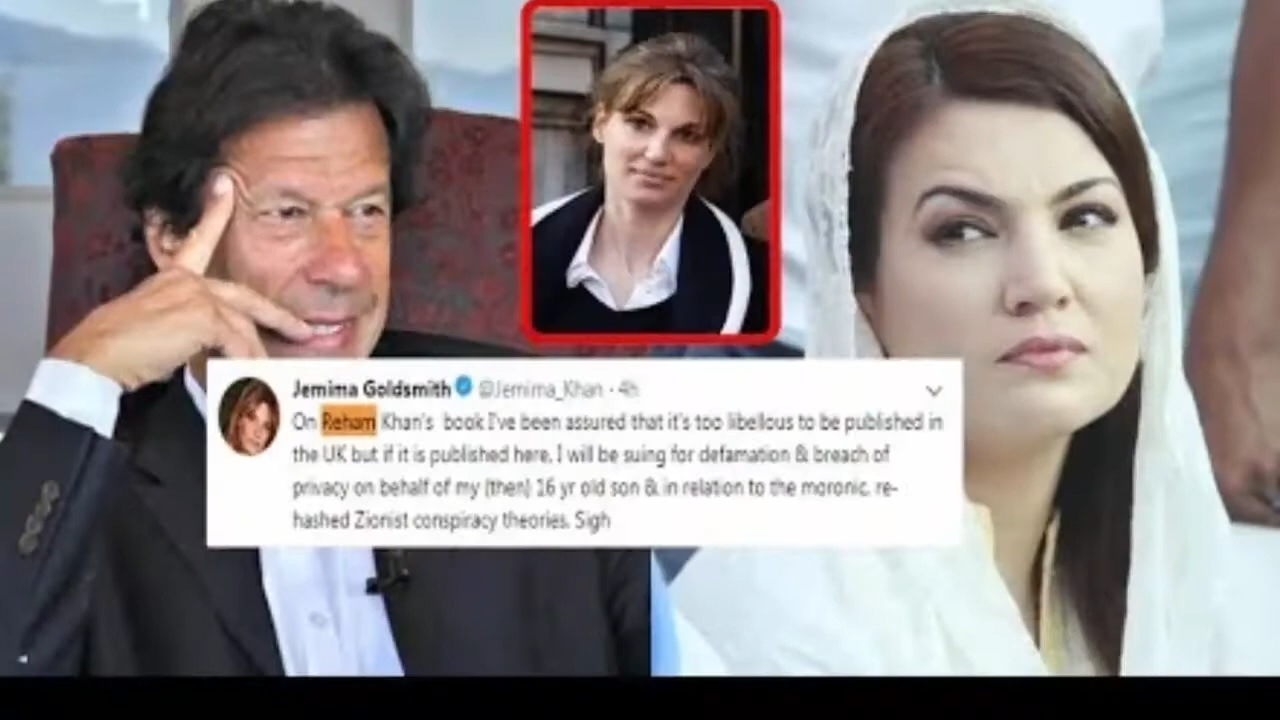 Jemima Goldsmith @Jemima_Khan · 4h
On Reham Khan's book I've been assured that it's too libellous to be published in
the UK but if it is published here, I will be suing for defamation & breach of
privacy on behalf of my (then) 16 yr old son & in relation to the moronic, re-
hashed Zionist conspiracy theories. Sigh